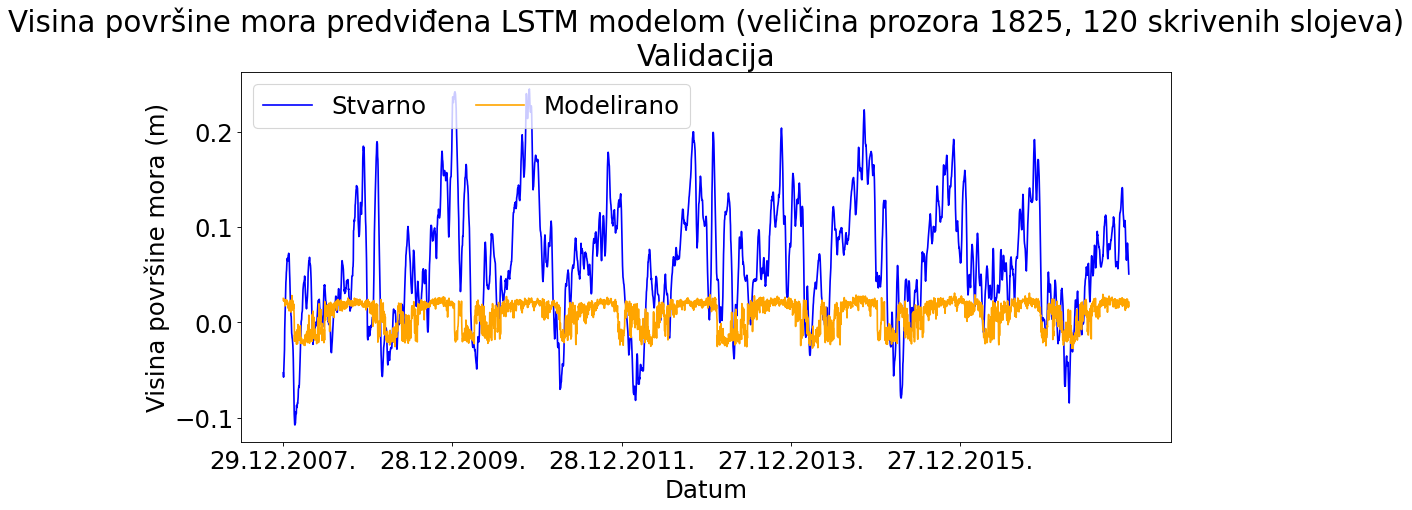 Visina površine mora predviđena LSTM modelom (veličina prozora 1825, 120 skrivenih slojeva)
Validacija
Stvarno
Modelirano
Visina površine mora (m)
0.2
0.1
0.0
−0.1
29.12.2007.
28.12.2009.
28.12.2011.
27.12.2013.
27.12.2015.
Datum